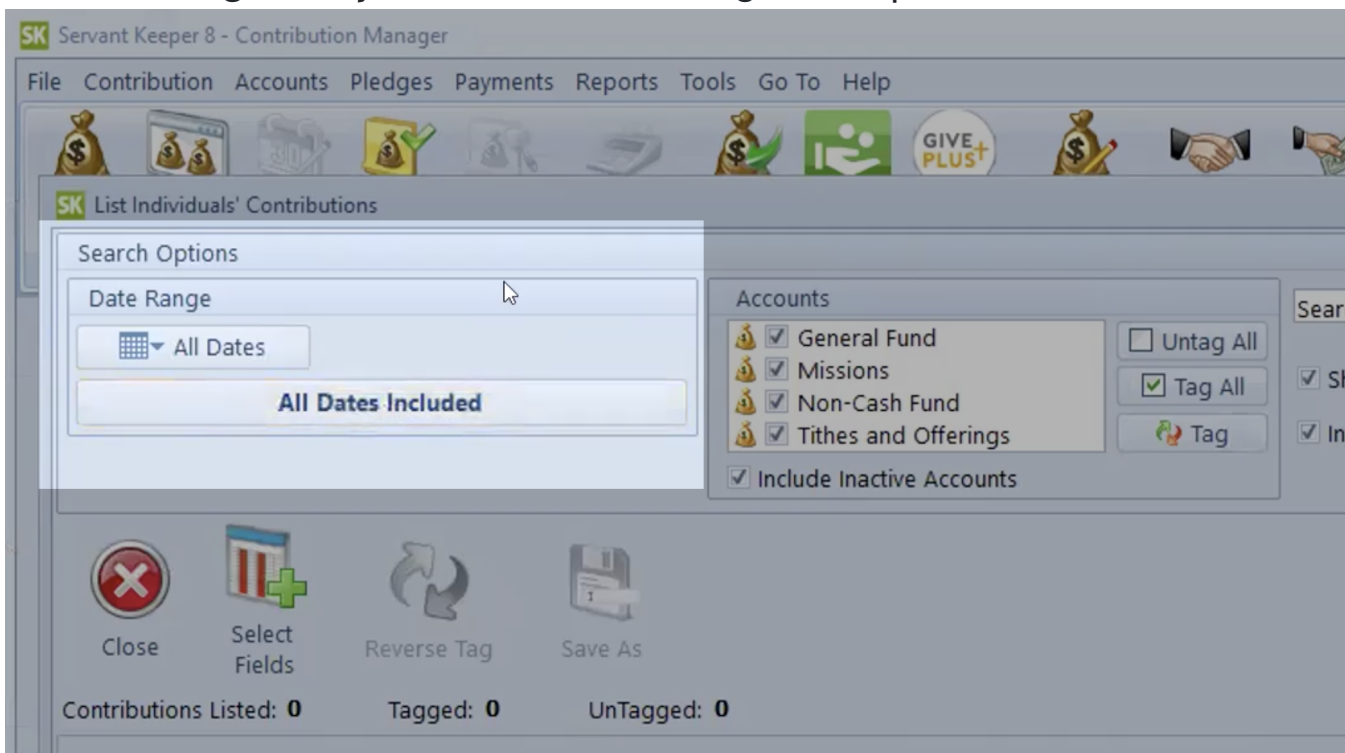 SK Servant Keeper 8 - Contribution Manager
File Contribution Accounts Pledges Payments Reports Tools Go To Help
30
GIVE
PLUS+
SK List Individuals' Contributions
Search Options
Date Range
All Dates
All Dates Included
Accounts
General Fund
Missions
Non-Cash Fund
Tithes and Offerings
Include Inactive Accounts
Untag All
Tag All
Tag
Sear
Close
Select
Fields
Reverse Tag
Save As
Contributions Listed: 0 Tagged: 0 UnTagged: 0